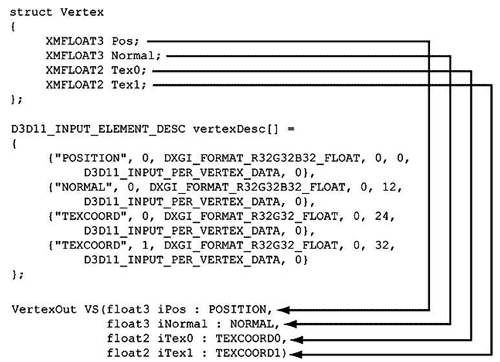 struct Vertex
{
XMFLOAT3 Pos;
XMFLOAT3 Normal;
XMFLOAT2 Tex0;
XMFLOAT2 Tex1;
};
D3D11_INPUT_ELEMENT_DESC vertexDesc[] =
{
{"POSITION", 0, DXGI_FORMAT_R32G32B32_FLOAT, 0, 0,
D3D11_INPUT_PER_VERTEX_DATA, 0},
{"NORMAL", 0, DXGI_FORMAT_R32G32B32_FLOAT, 0, 12,
D3D11_INPUT_PER_VERTEX_DATA, 0},
{"TEXCOORD", 0, DXGI_FORMAT_R32G32_FLOAT, 0, 24,
D3D11_INPUT_PER_VERTEX_DATA, 0},
{"TEXCOORD", 1, DXGI_FORMAT_R32G32_FLOAT, 0, 32,
D3D11_INPUT_PER_VERTEX_DATA, 0}
};
VertexOut VS(float3 iPos : POSITION,
float3 iNormal : NORMAL,
float2 iTex0 : TEXCOORD0,
float2 iTex1 : TEXCOORD1)